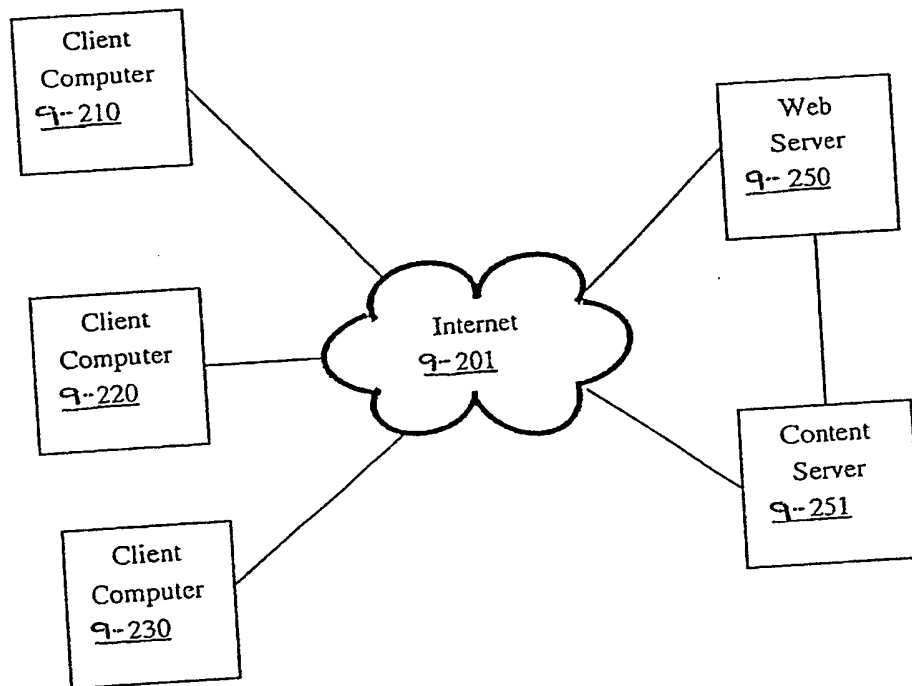 Client
Computer
9--210
Web
Server
9--250
Client
Computer
9--220
Internet
9--201
Content
Server
9--251
Client
Computer
9--230